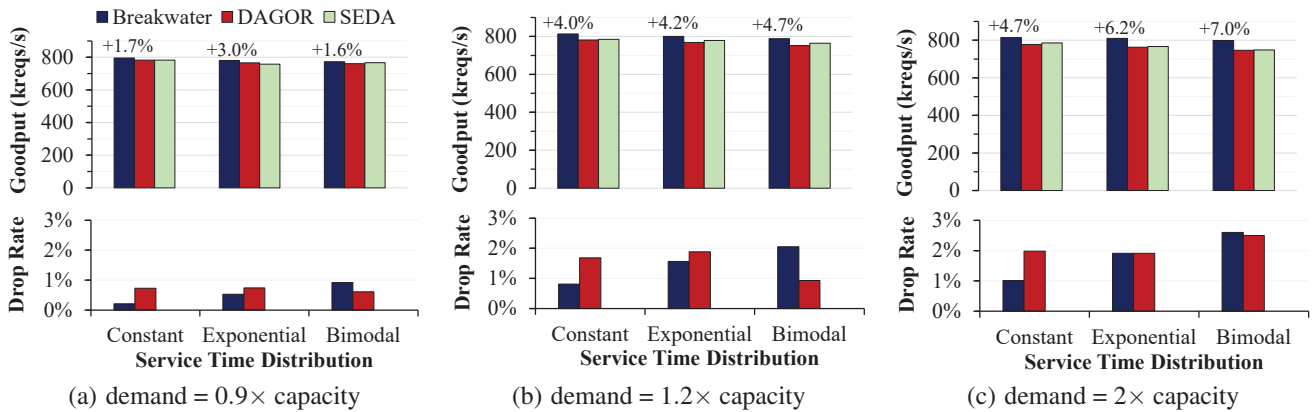 Breakwater DAGOR SEDA
Goodput (kreqs/s)
800
600
400
200
0
+1.7% +3.0% +1.6%
Drop Rate
3%
2%
1%
0%
Constant Exponential Bimodal
Service Time Distribution
(a) demand = 0.9× capacity
Goodput (kreqs/s)
800
600
400
200
0
+4.0% +4.2% +4.7%
Drop Rate
3%
2%
1%
0%
Constant Exponential Bimodal
Service Time Distribution
(b) demand = 1.2× capacity
Goodput (kreqs/s)
800
600
400
200
0
+4.7% +6.2% +7.0%
Drop Rate
3%
2%
1%
0%
Constant Exponential Bimodal
Service Time Distribution
(c) demand = 2× capacity